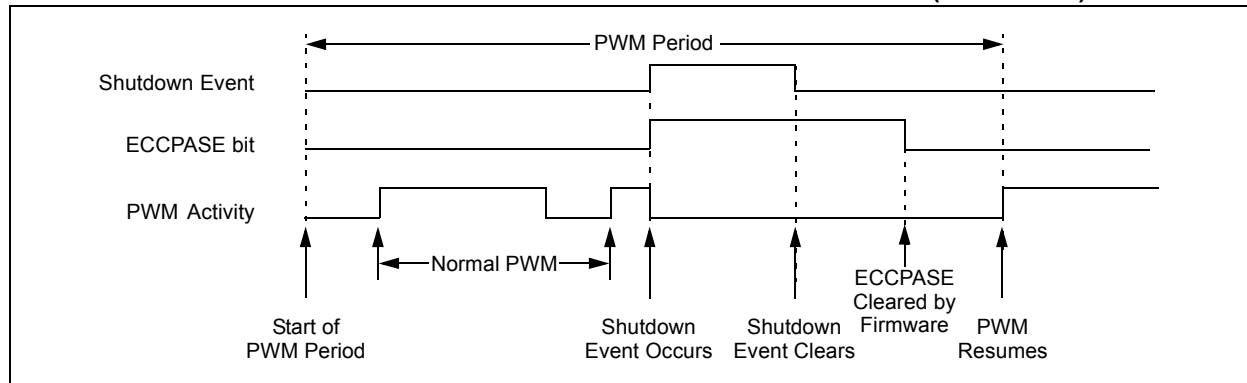 PWM Period
Shutdown Event
ECCPASE bit
PWM Activity
Normal PWM
Start of
PWM Period
Shutdown
Event Occurs
Shutdown
Event Clears
ECCPASE
Cleared by
Firmware
PWM
Resumes